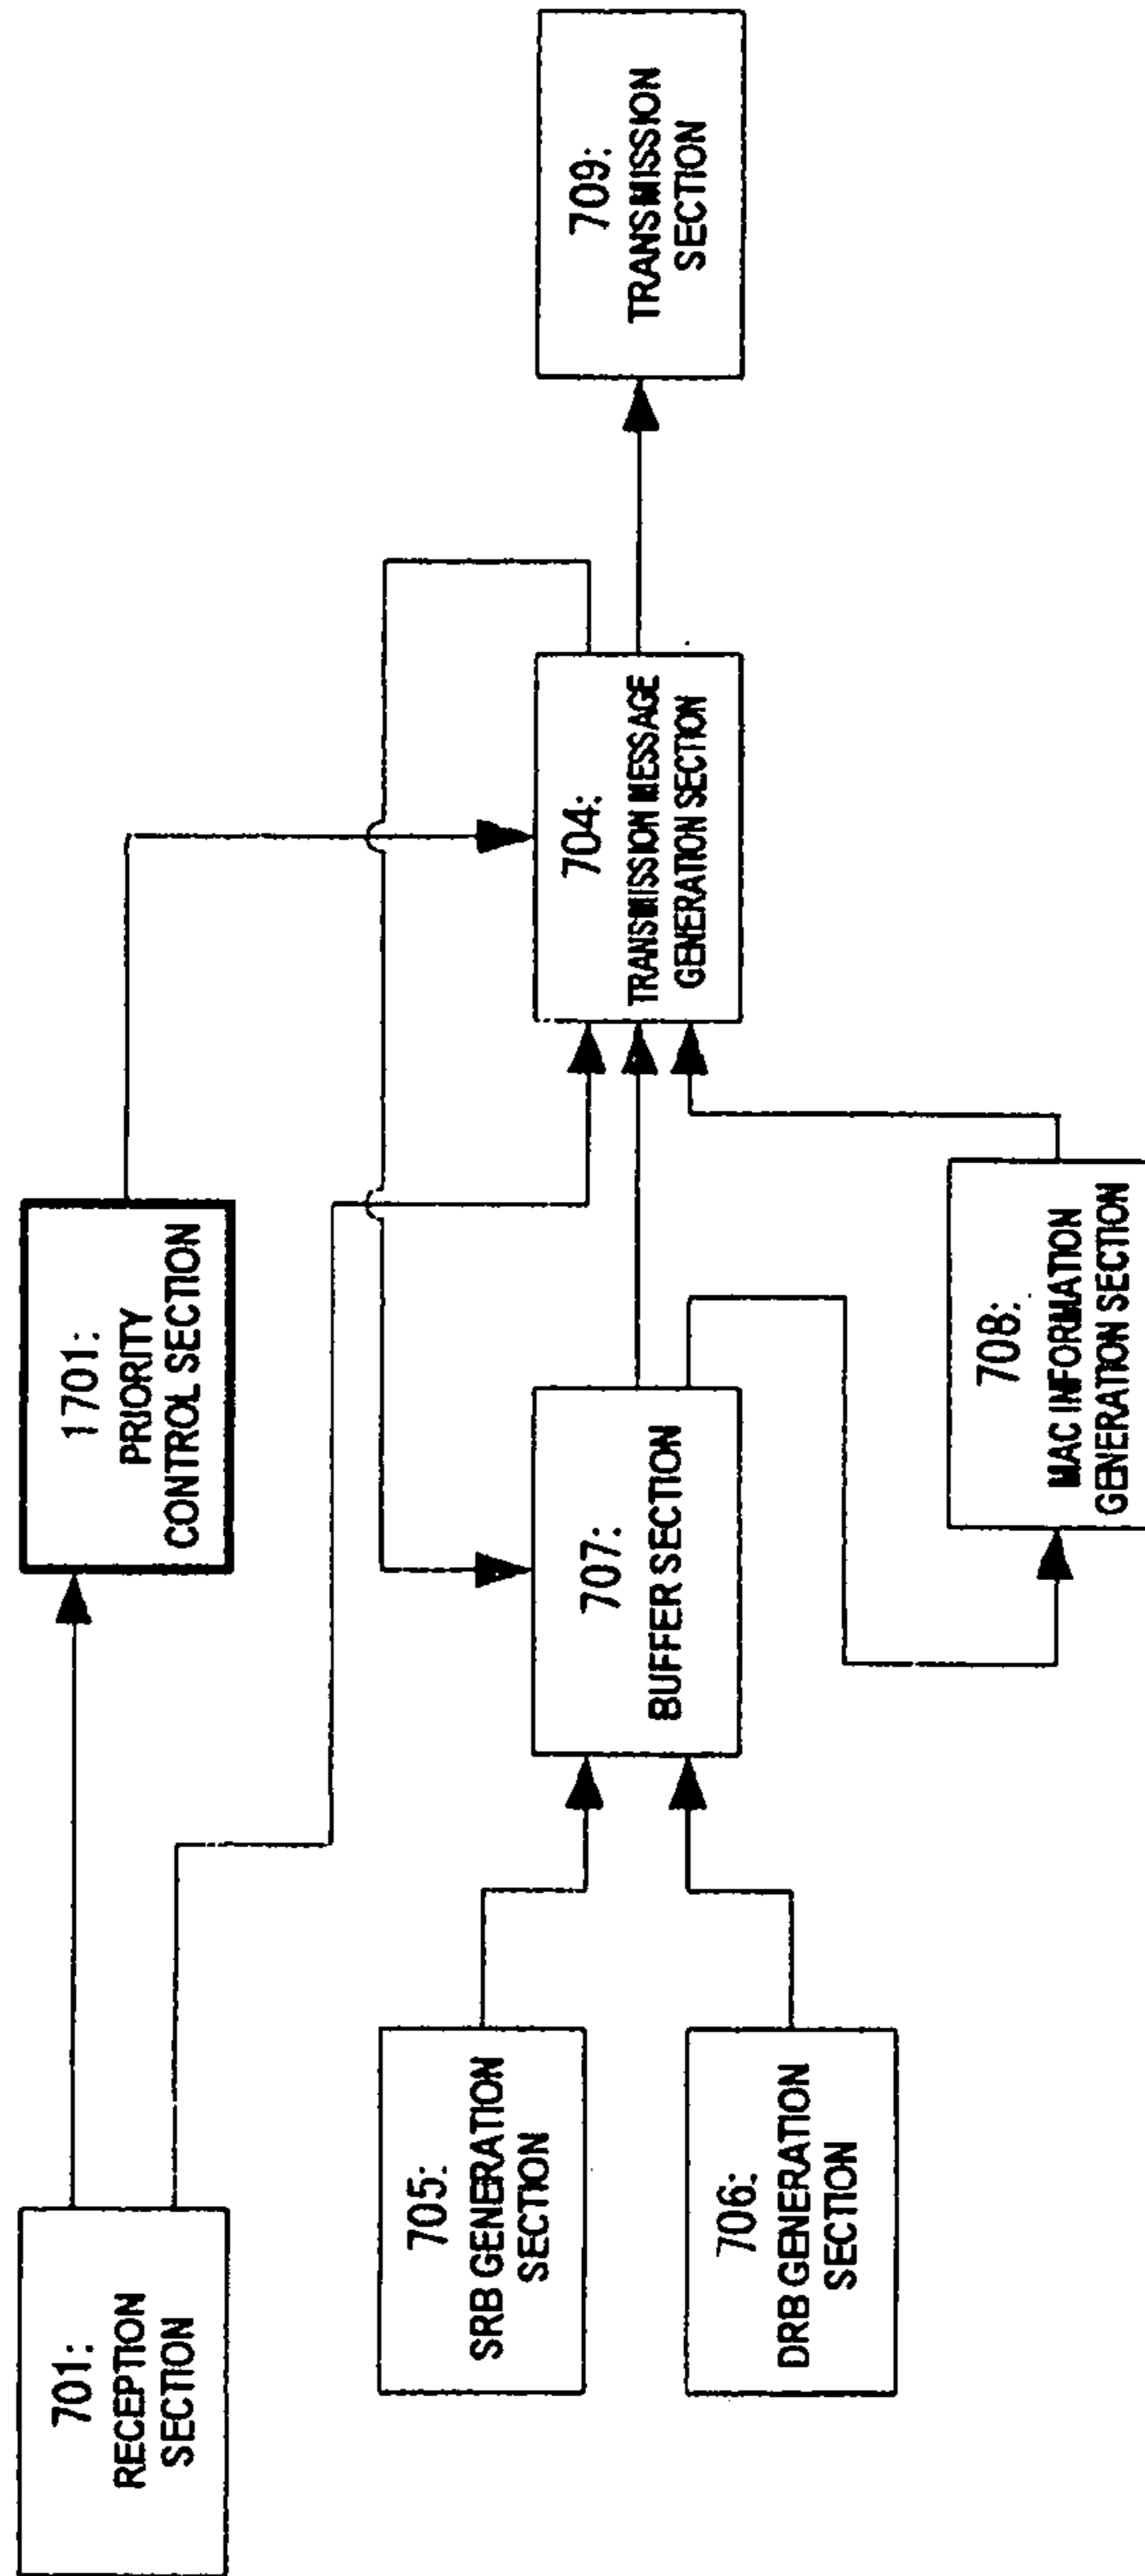 701:
RECEPTION
SECTION
1701:
PRIORITY
CONTROL SECTION
705:
SRB GENERATION
SECTION
706:
DRB GENERATION
SECTION
707:
BUFFER SECTION
708:
MAC INFORMATION
GENERATION SECTION
704:
TRANSMISSION MESSAGE
GENERATION SECTION
709:
TRANSMISSION
SECTION